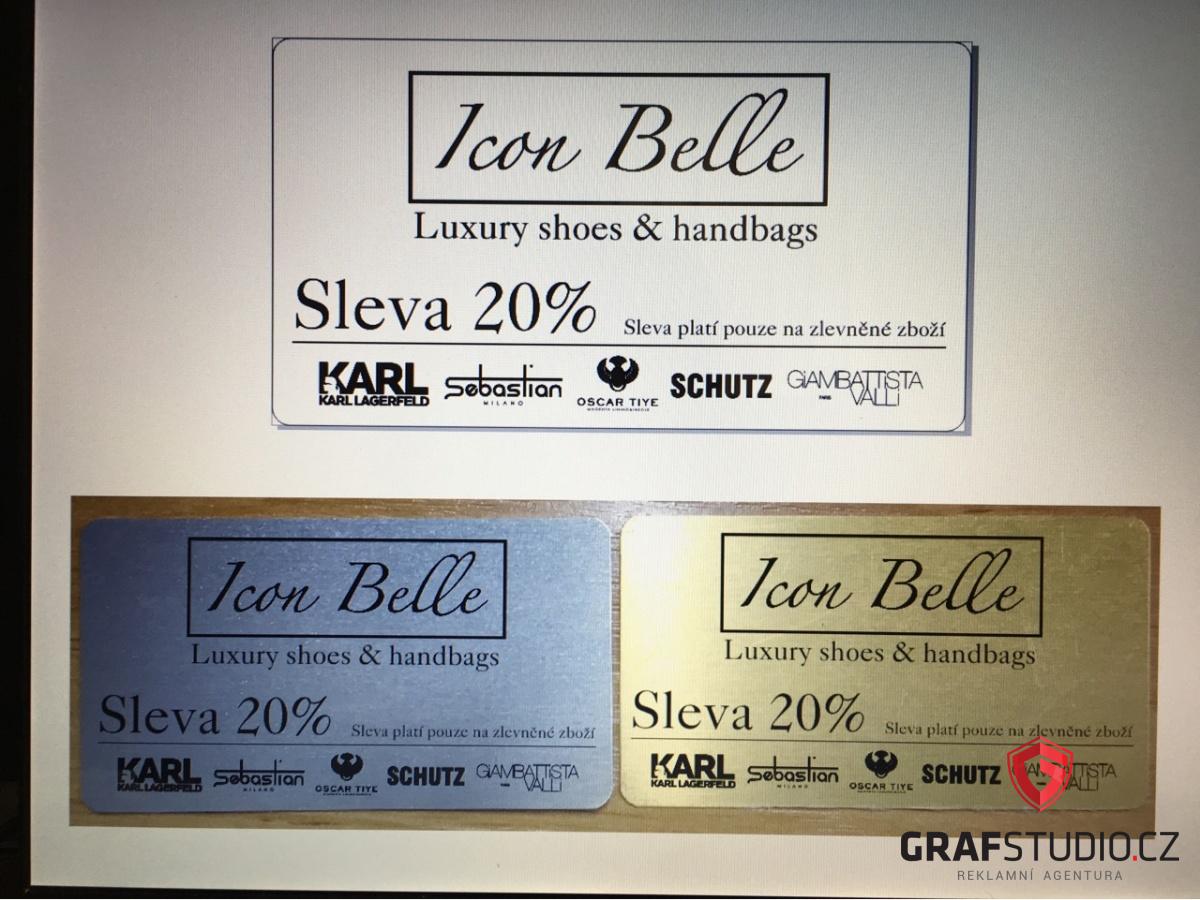 Icon Belle
Luxury shoes & handbags
Sleva 20% Sleva platí pouze na zlevněné zboží
KARL Sebastian OSCAR TIYE SCHUTZ GIAMBATTISTA
KARL LAGERFELD MILANO PARIS VALLI
Icon Belle
Luxury shoes & handbags
Sleva 20% Sleva platí pouze na zlevněné zboží
KARL Sebastian OSCAR TIYE SCHUTZ GIAMBATTISTA
KARL LAGERFELD MILANO VALLI
Icon Belle
Luxury shoes & handbags
Sleva 20% Sleva platí pouze na zlevněné zboží
KARL Sebastian OSCAR TIYE SCHUTZ GIAMBATTISTA
KARL LAGERFELD MILANO VALLI
GRAFSTUDIO.CZ
REKLAMNÍ AGENTURA